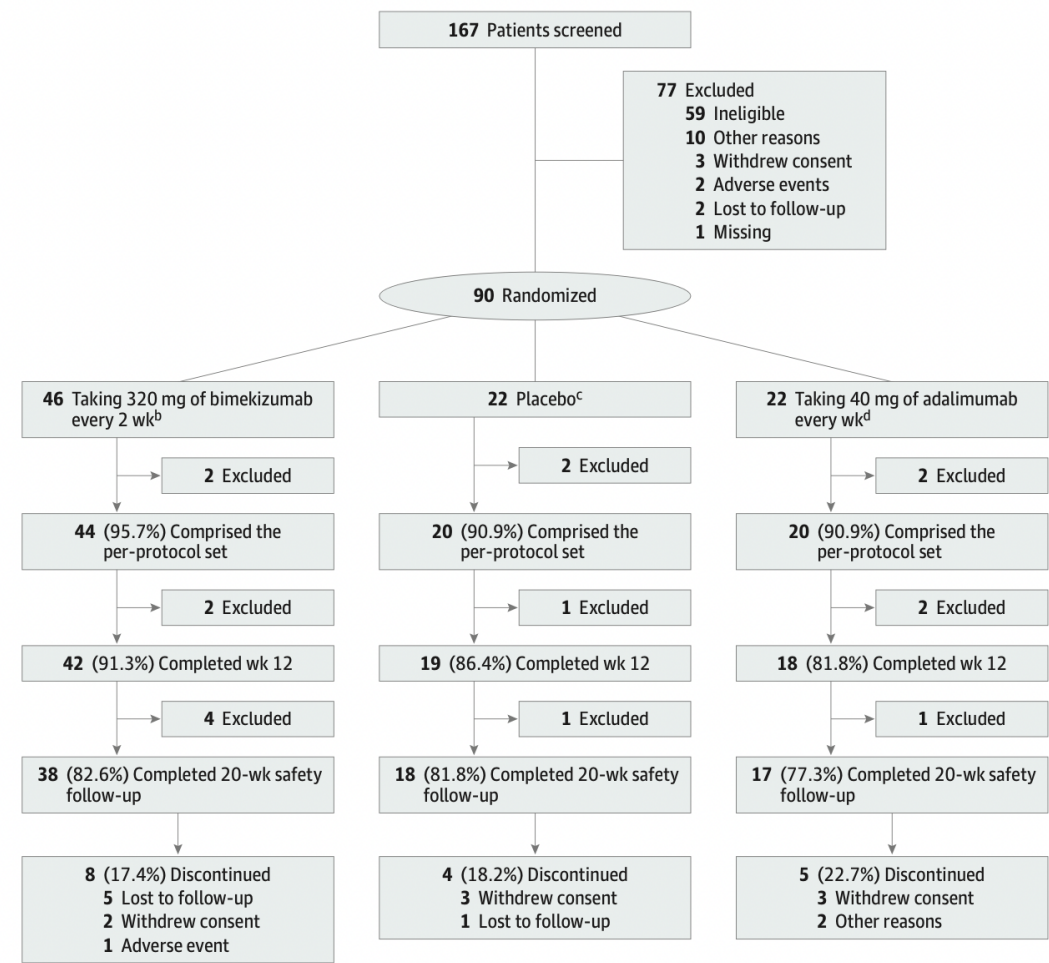 167 Patients screened
77 Excluded
59 Ineligible
10 Other reasons
3 Withdrew consent
2 Adverse events
2 Lost to follow-up
1 Missing
90 Randomized
46 Taking 320 mg of bimekizumab
every 2 wkb
2 Excluded
44 (95.7%) Comprised the
per-protocol set
2 Excluded
42 (91.3%) Completed wk 12
4 Excluded
38 (82.6%) Completed 20-wk safety
follow-up
8 (17.4%) Discontinued
5 Lost to follow-up
2 Withdrew consent
1 Adverse event
22 Placeboc
2 Excluded
20 (90.9%) Comprised the
per-protocol set
1 Excluded
19 (86.4%) Completed wk 12
1 Excluded
18 (81.8%) Completed 20-wk safety
follow-up
4 (18.2%) Discontinued
3 Withdrew consent
1 Lost to follow-up
22 Taking 40 mg of adalimumab
every wkd
2 Excluded
20 (90.9%) Comprised the
per-protocol set
2 Excluded
18 (81.8%) Completed wk 12
1 Excluded
17 (77.3%) Completed 20-wk safety
follow-up
5 (22.7%) Discontinued
3 Withdrew consent
2 Other reasons